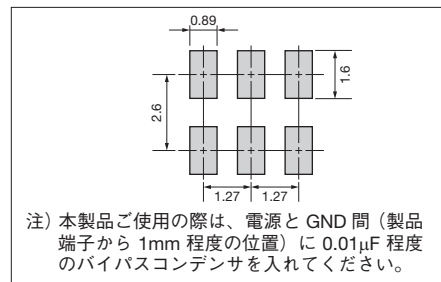 0.89
1.6
2.6
1.27 1.27
注) 本製品ご使用の際は、電源と GND 間（製品
端子から 1mm 程度の位置）に 0.01μF 程度
のバイパスコンデンサを入れてください。